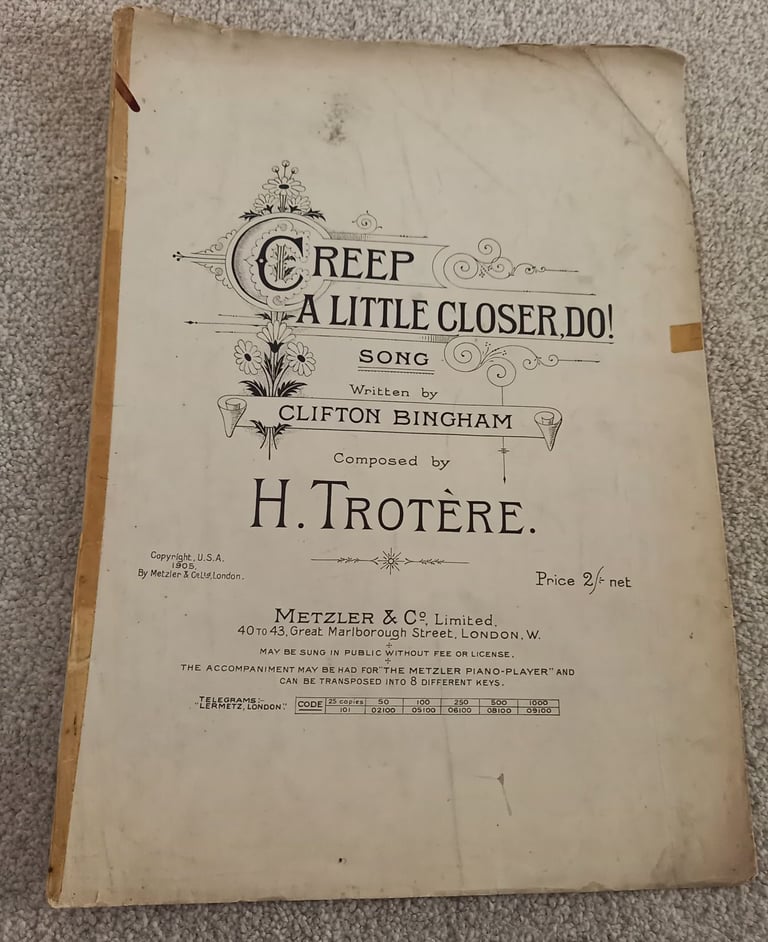 CREEP
A LITTLE CLOSER, DO!
SONG
Written by
CLIFTON BINGHAM
Composed by
H. TROTÈRE.
Copyright, U.S.A.
1905,
By Metzler & Co. Ltd, London.
Price 2/- net
METZLER & Co., Limited,
40 TO 43, Great Marlborough Street, LONDON, W.
MAY BE SUNG IN PUBLIC WITHOUT FEE OR LICENSE.
THE ACCOMPANIMENT MAY BE HAD FOR "THE METZLER PIANO-PLAYER" AND
CAN BE TRANSPOSED INTO 8 DIFFERENT KEYS.
TELEGRAMS:-
"LERMETZ, LONDON."
CODE
25 copies 50 100 250 500 1000
101 02100 05100 06100 08100 09100